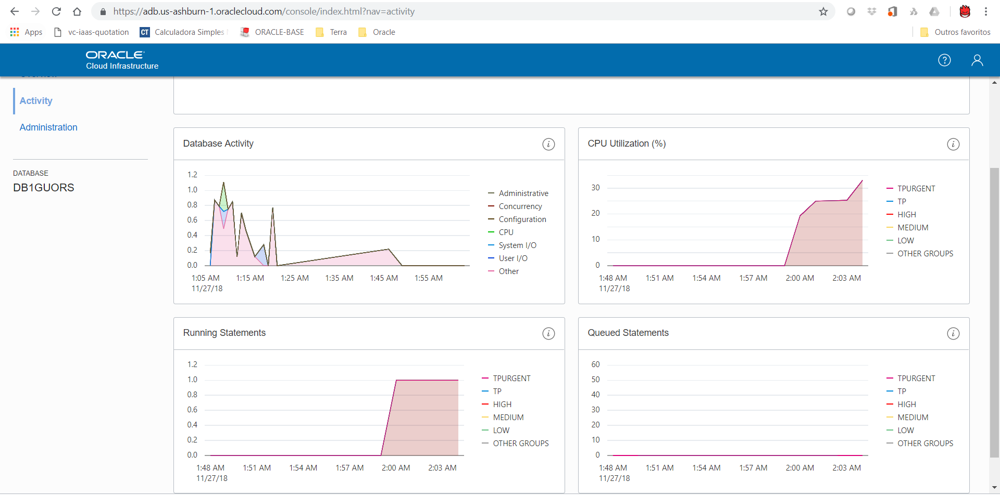 https://adb.us-ashburn-1.oraclecloud.com/console/index.html?nav=activity
Apps vc-iaas-quotation CT Calculadora Simples ORACLE-BASE Terra Oracle Outros favoritos
ORACLE
Cloud Infrastructure
?
Activity
Administration
DATABASE
DB1GUORS
Database Activity i
1.2
1.0
0.8
0.6
0.4
0.2
0.0
1:05 AM 1:15 AM 1:25 AM 1:35 AM 1:45 AM 1:55 AM
11/27/18
Administrative
Concurrency
Configuration
CPU
System I/O
User I/O
Other
CPU Utilization (%) i
30
20
10
0
1:48 AM 1:51 AM 1:54 AM 1:57 AM 2:00 AM 2:03 AM
11/27/18
TPURGENT
TP
HIGH
MEDIUM
LOW
OTHER GROUPS
Running Statements i
1.2
1.0
0.8
0.6
0.4
0.2
0.0
1:48 AM 1:51 AM 1:54 AM 1:57 AM 2:00 AM 2:03 AM
11/27/18
TPURGENT
TP
HIGH
MEDIUM
LOW
OTHER GROUPS
Queued Statements i
60
50
40
30
20
10
0
1:48 AM 1:51 AM 1:54 AM 1:57 AM 2:00 AM 2:03 AM
11/27/18
TPURGENT
TP
HIGH
MEDIUM
LOW
OTHER GROUPS